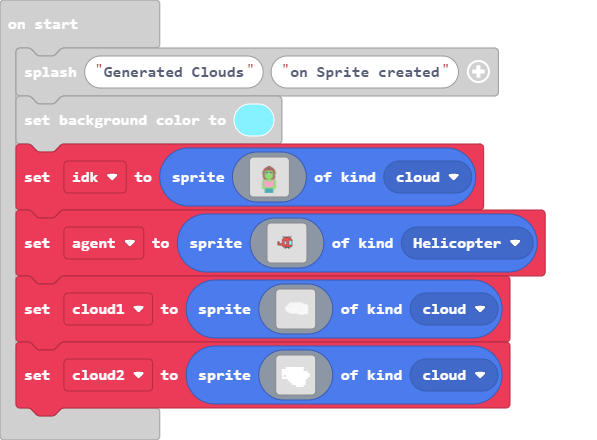 on start
splash "Generated Clouds" "on Sprite created"
set background color to
set idk to sprite of kind cloud
set agent to sprite of kind Helicopter
set cloud1 to sprite of kind cloud
set cloud2 to sprite of kind cloud